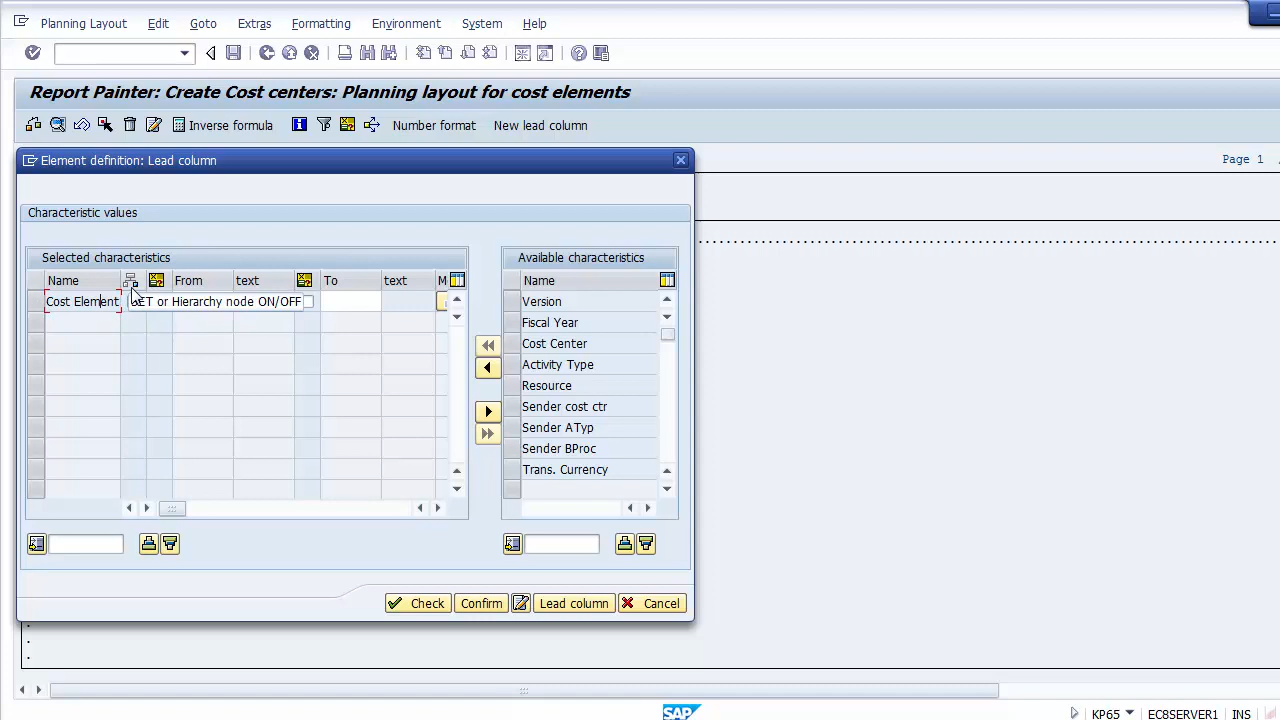 Planning Layout Edit Goto Extras Formatting Environment System Help
Report Painter: Create Cost centers: Planning layout for cost elements
Inverse formula Number format New lead column
Element definition: Lead column
Page 1
Characteristic values
Selected characteristics Available characteristics
Name From text To text M Name
Cost Element SET or Hierarchy node ON/OFF Version
Fiscal Year
Cost Center
Activity Type
Resource
Sender cost ctr
Sender ATyp
Sender BProc
Trans. Currency
Check Confirm Lead column Cancel
SAP KP65 EC8SERVER1 INS